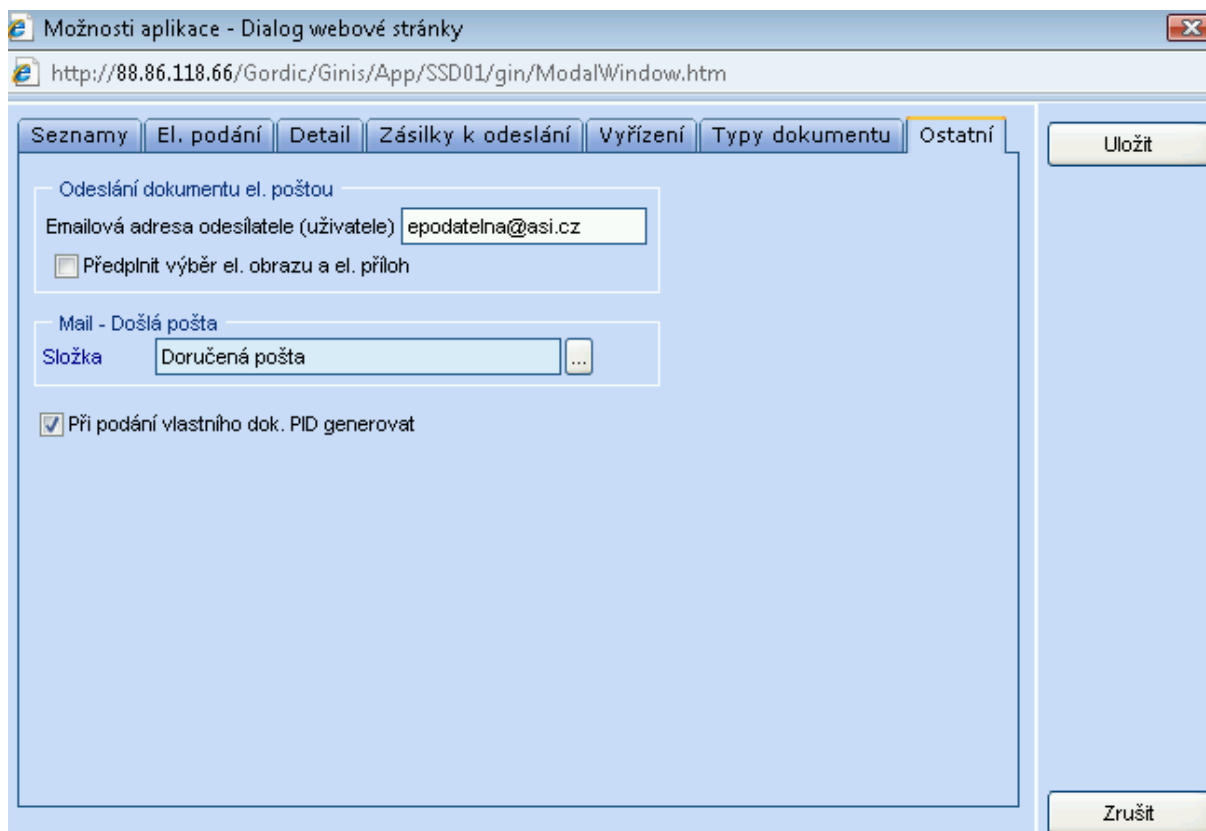 Možnosti aplikace - Dialog webové stránky
http://88.86.118.66/Gordic/Ginis/App/SSD01/gin/ModalWindow.htm
Seznamy El. podání Detail Zásilky k odeslání Vyřízení Typy dokumentu Ostatní
Uložit
Odeslání dokumentu el. poštou
Emailová adresa odesílatele (uživatele) epodatelna@asi.cz
Předplnit výběr el. obrazu a el. příloh
Mail - Došlá pošta
Složka Doručená pošta ...
Při podání vlastního dok. PID generovat
Zrušit